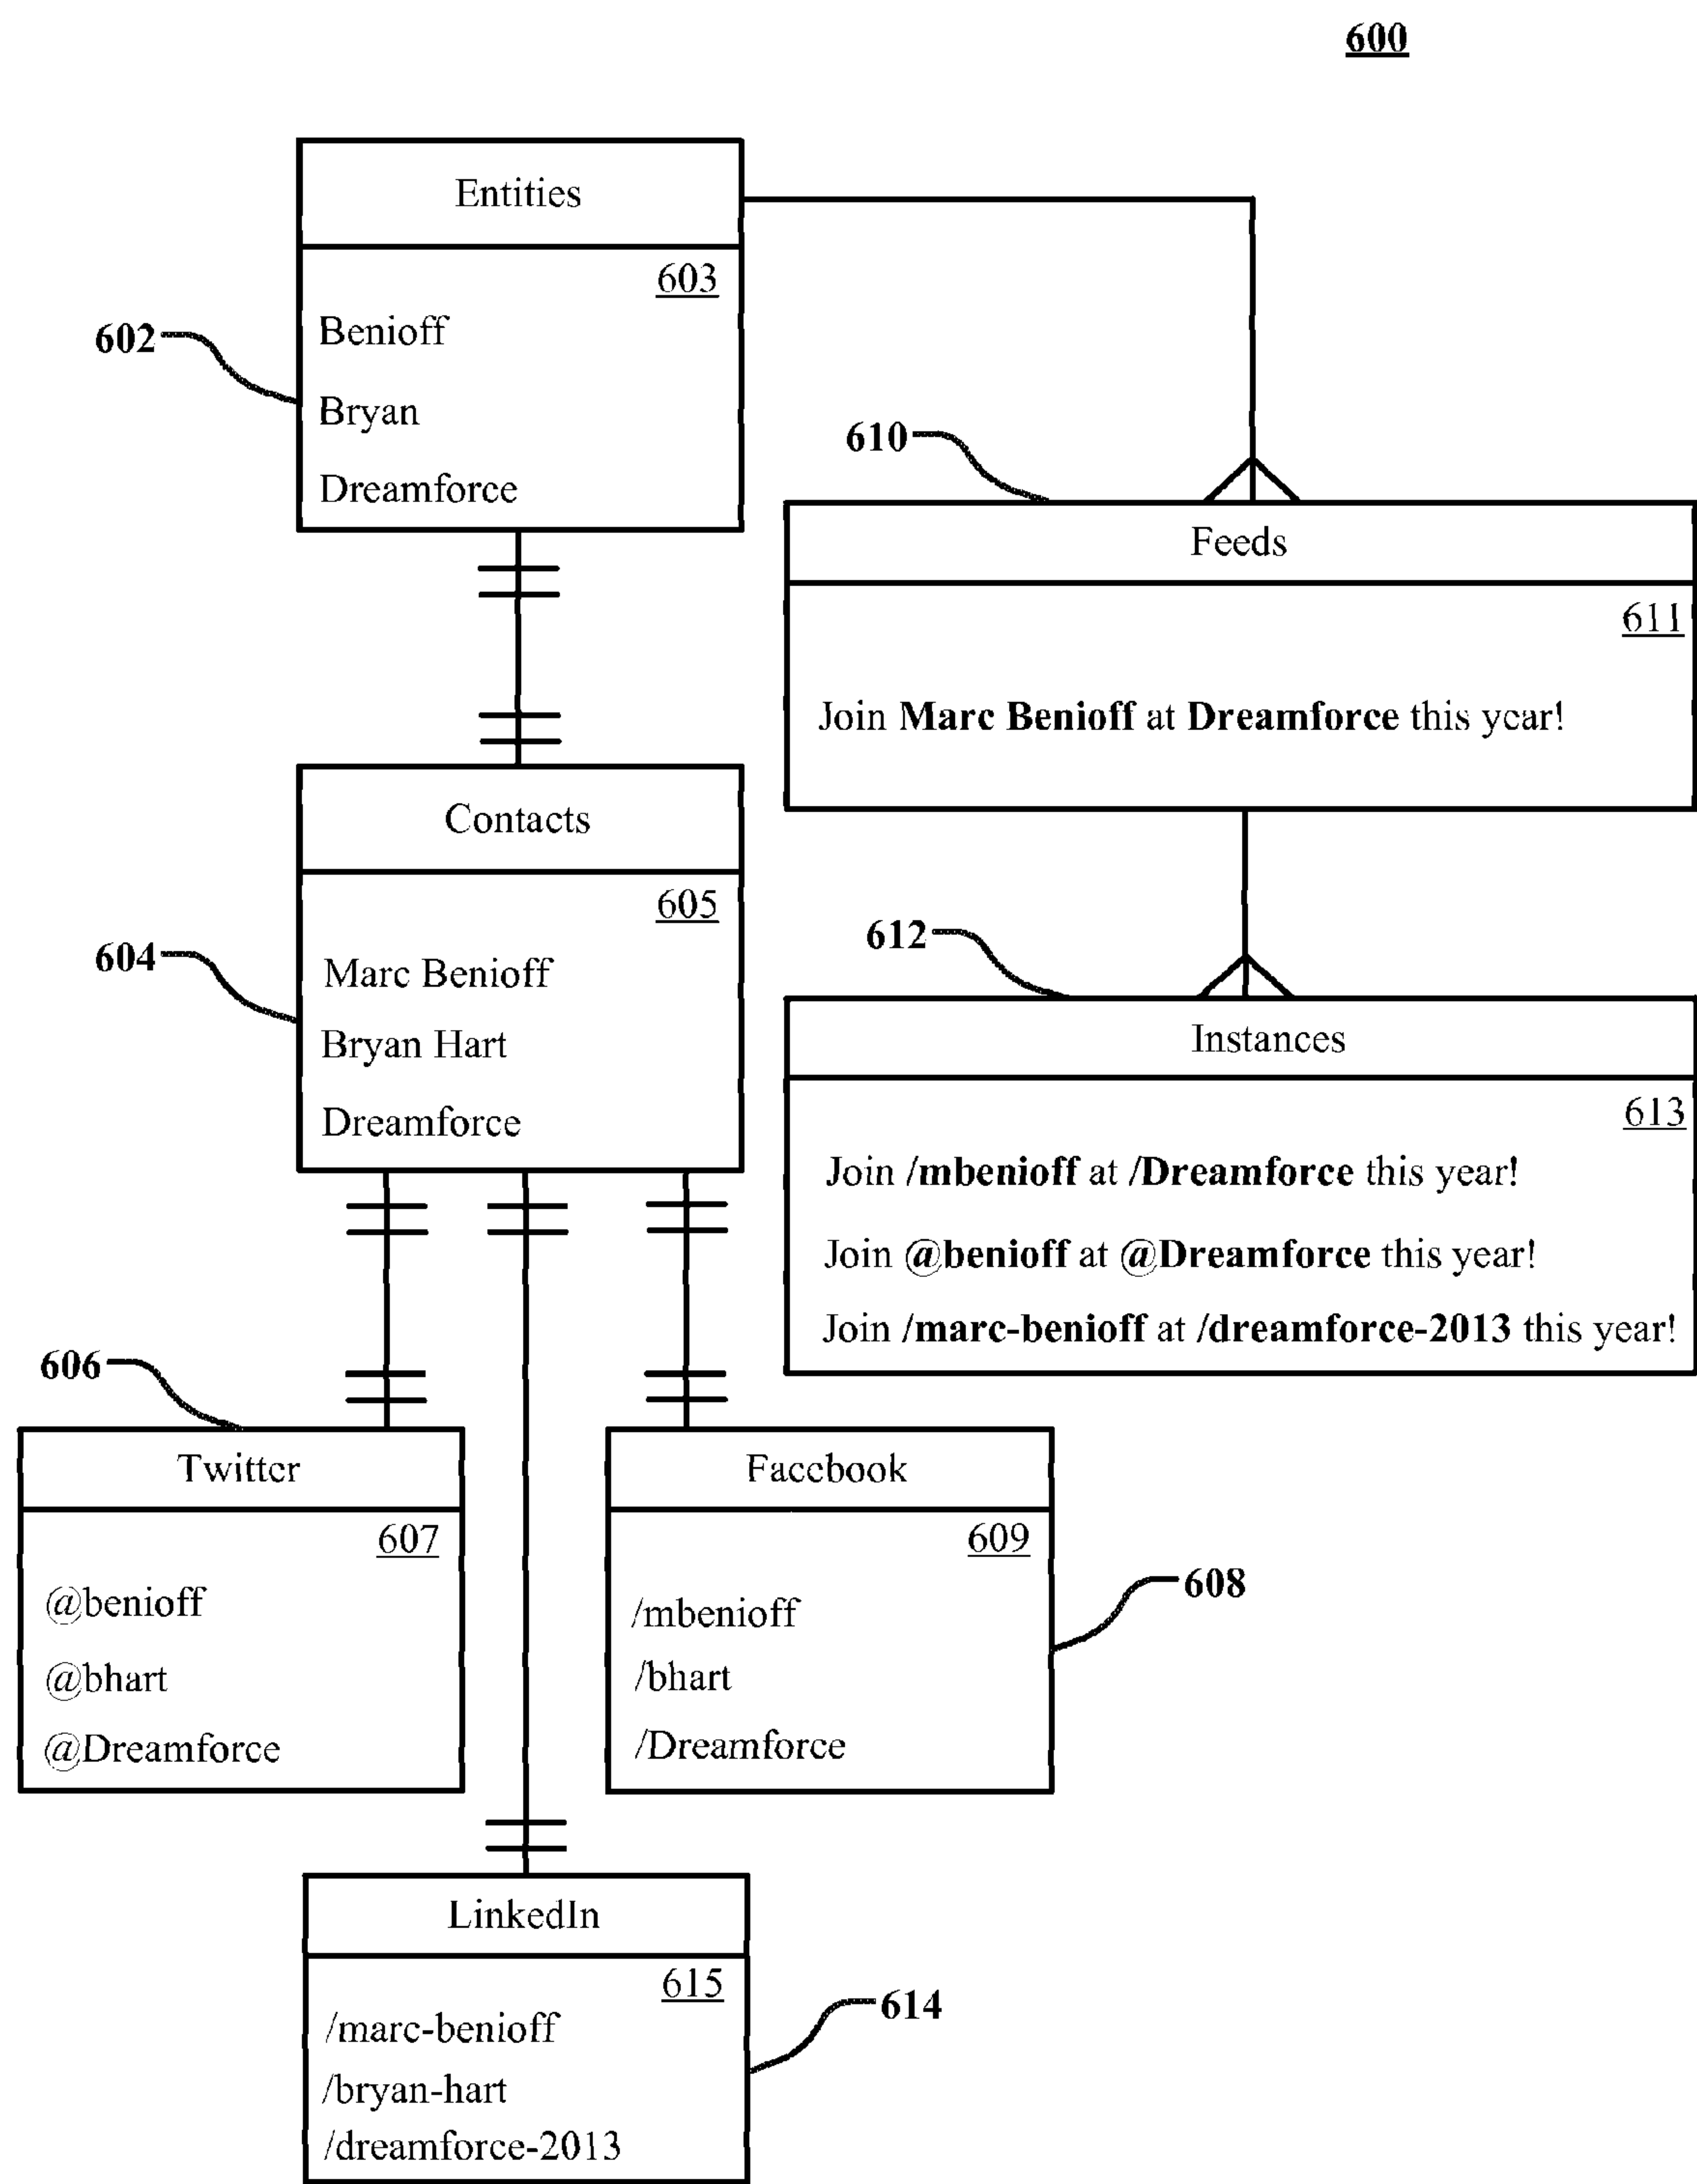 600
Entities
603
602
Benioff
Bryan
Dreamforce
610
Feeds
611
Join Marc Benioff at Dreamforce this year!
Contacts
605
604
Marc Benioff
Bryan Hart
Dreamforce
612
Instances
613
Join /mbenioff at /Dreamforce this year!
Join @benioff at @Dreamforce this year!
Join /marc-benioff at /dreamforce-2013 this year!
606
Twitter
607
@benioff
@bhart
@Dreamforce
Facebook
609
608
/mbenioff
/bhart
/Dreamforce
LinkedIn
615
614
/marc-benioff
/bryan-hart
/dreamforce-2013